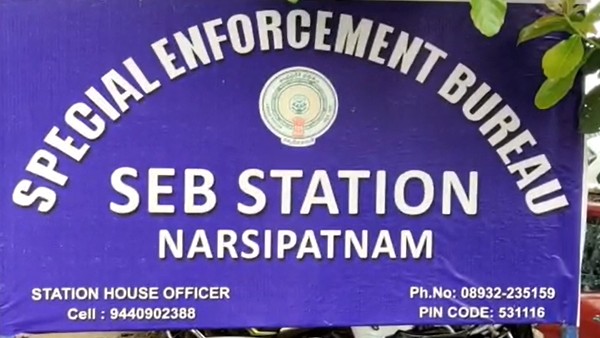 SPECIAL ENFORCEMENT BUREAU
SEB STATION
NARSIPATNAM
STATION HOUSE OFFICER
Cell : 9440902388
Ph.No: 08932-235159
PIN CODE: 531116